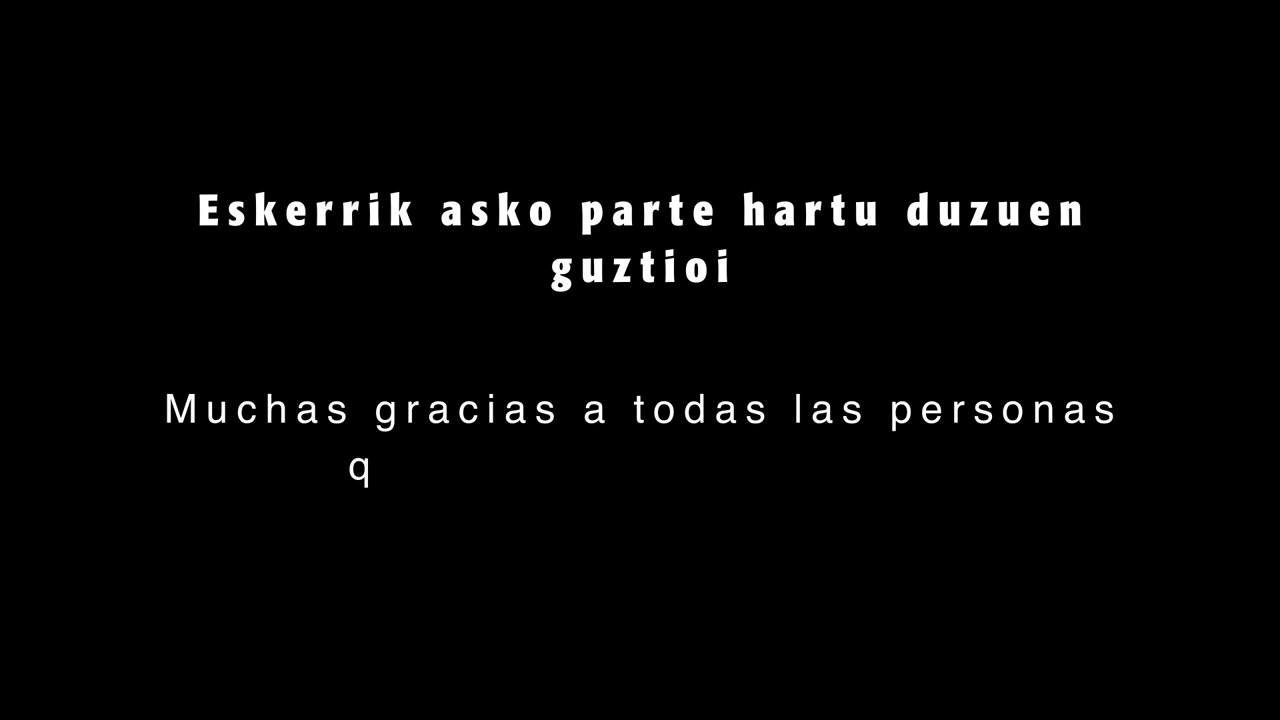 Eskerrik asko parte hartu duzuen
guztioi
Muchas gracias a todas las personas
q